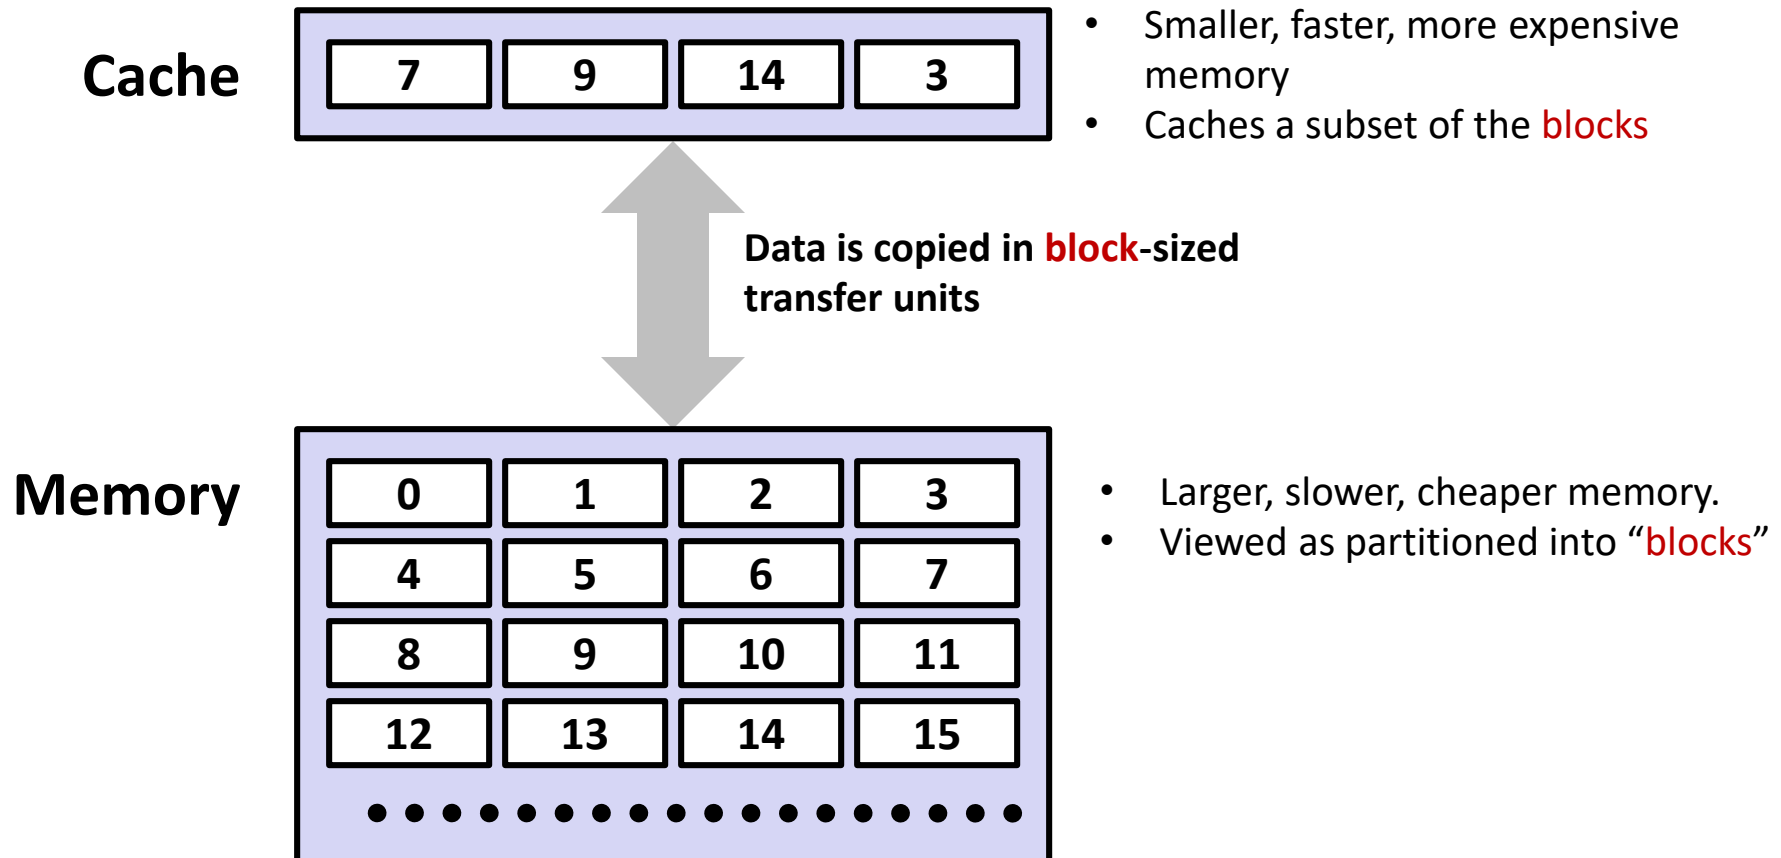 Cache
7 9 14 3
• Smaller, faster, more expensive
memory
• Caches a subset of the blocks
Data is copied in block-sized
transfer units
Memory
0 1 2 3
4 5 6 7
8 9 10 11
12 13 14 15
• Larger, slower, cheaper memory.
• Viewed as partitioned into “blocks”